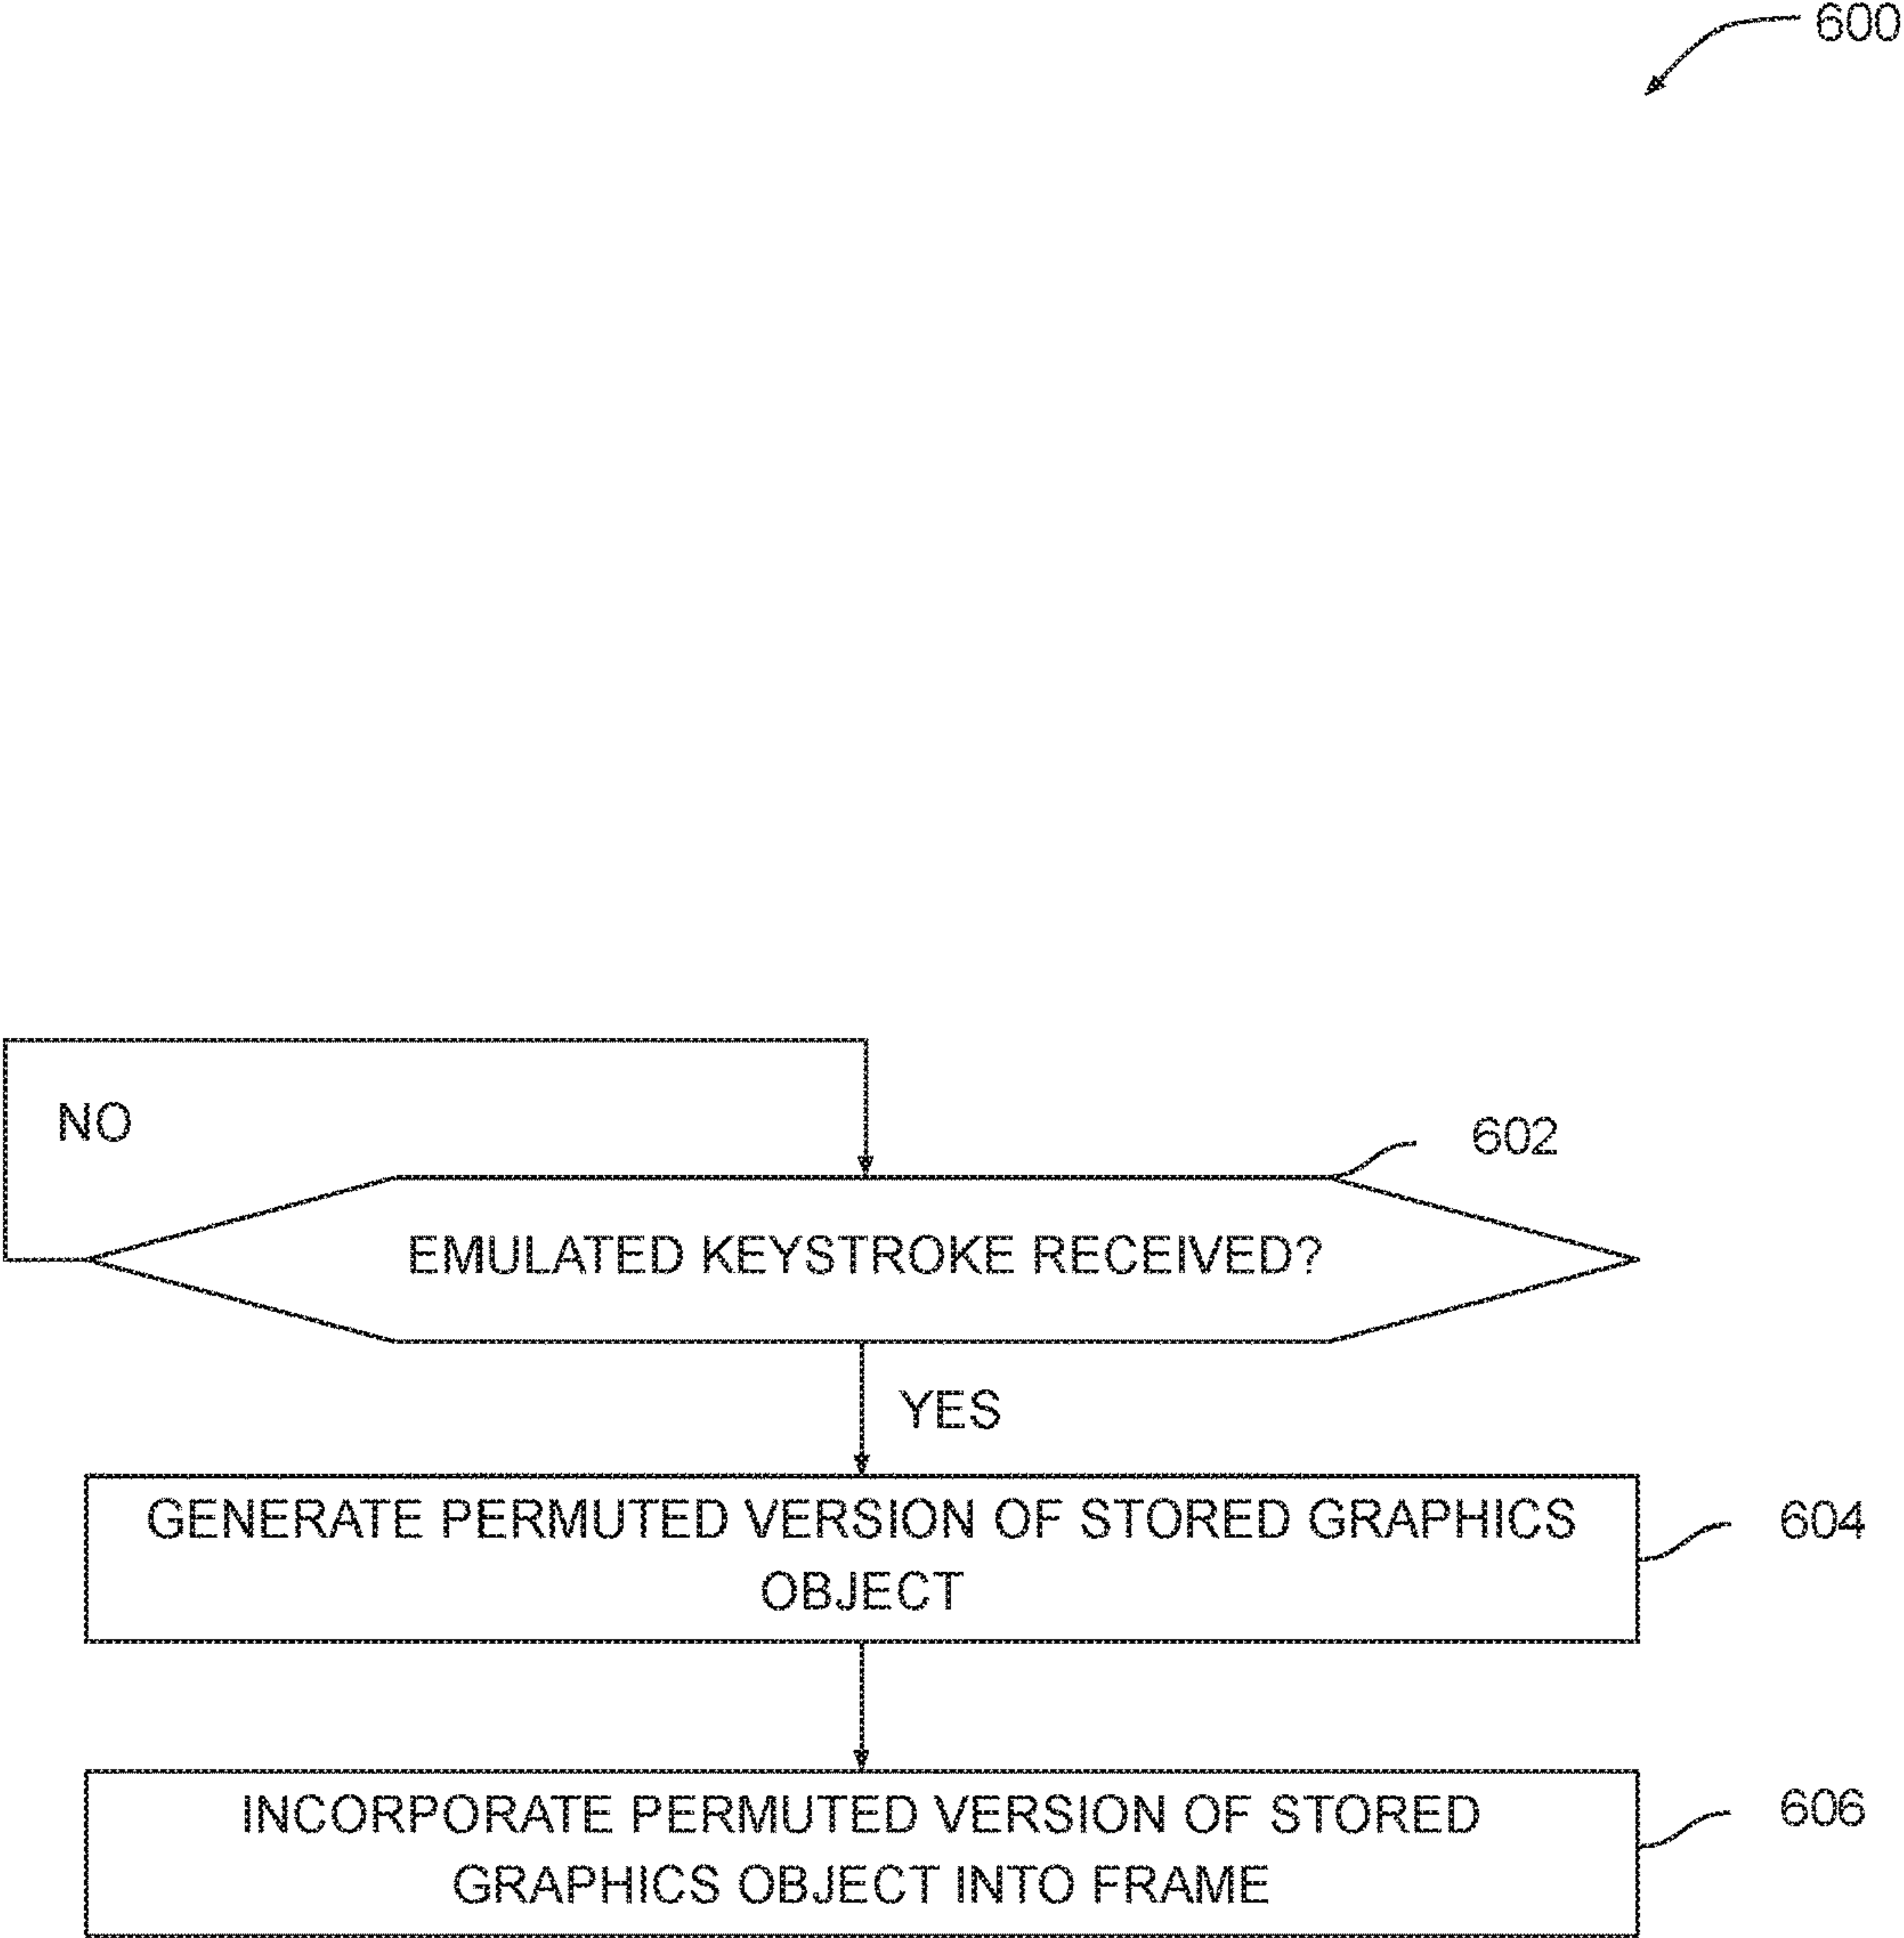 600
NO
602
EMULATED KEYSTROKE RECEIVED?
YES
GENERATE PERMUTED VERSION OF STORED GRAPHICS
OBJECT
604
INCORPORATE PERMUTED VERSION OF STORED
GRAPHICS OBJECT INTO FRAME
606